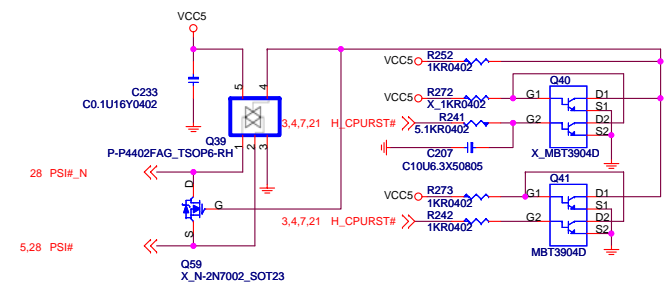 VCC5
C233
C0.1U16Y0402
5
4
Q39
P-P4402FAG_TSOP6-RH
1
2
3
28 PSI#_N
D
G
S
5,28 PSI#
Q59
X_N-2N7002_SOT23
VCC5
R252
1KR0402
VCC5
R272
X_1KR0402
3,4,7,21 H_CPURST#
R241
5.1KR0402
C207
C10U6.3X50805
Q40
G1
D1
S1
G2
D2
S2
X_MBT3904D
VCC5
R273
1KR0402
3,4,7,21 H_CPURST#
R242
1KR0402
Q41
G1
D1
S1
G2
D2
S2
MBT3904D